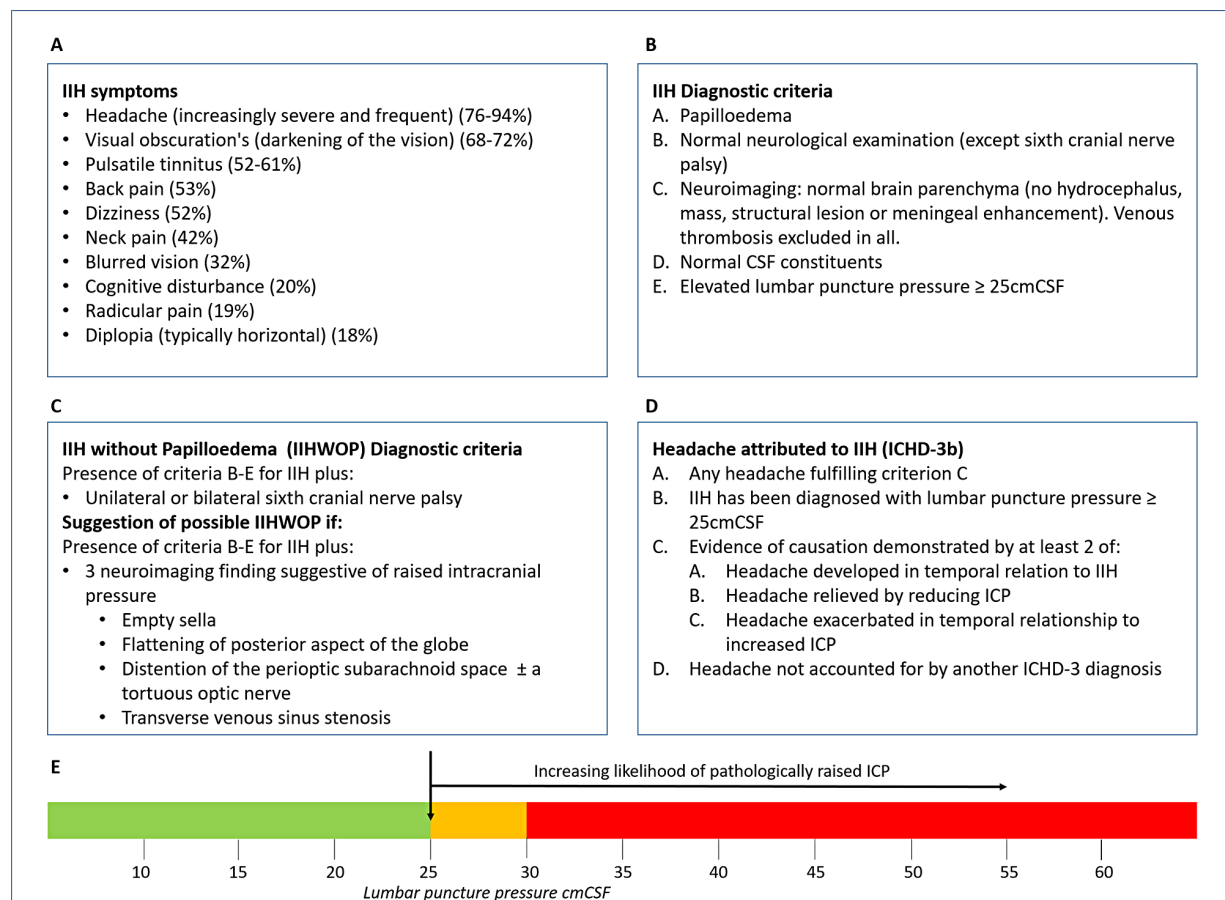 A
IIH symptoms
• Headache (increasingly severe and frequent) (76-94%)
• Visual obscuration's (darkening of the vision) (68-72%)
• Pulsatile tinnitus (52-61%)
• Back pain (53%)
• Dizziness (52%)
• Neck pain (42%)
• Blurred vision (32%)
• Cognitive disturbance (20%)
• Radicular pain (19%)
• Diplopia (typically horizontal) (18%)
B
IIH Diagnostic criteria
A. Papilloedema
B. Normal neurological examination (except sixth cranial nerve
palsy)
C. Neuroimaging: normal brain parenchyma (no hydrocephalus,
mass, structural lesion or meningeal enhancement). Venous
thrombosis excluded in all.
D. Normal CSF constituents
E. Elevated lumbar puncture pressure ≥ 25cmCSF
C
IIH without Papilloedema (IIHWOP) Diagnostic criteria
Presence of criteria B-E for IIH plus:
• Unilateral or bilateral sixth cranial nerve palsy
Suggestion of possible IIHWOP if:
Presence of criteria B-E for IIH plus:
• 3 neuroimaging finding suggestive of raised intracranial
pressure
• Empty sella
• Flattening of posterior aspect of the globe
• Distention of the perioptic subarachnoid space ± a
tortuous optic nerve
• Transverse venous sinus stenosis
D
Headache attributed to IIH (ICHD-3b)
A. Any headache fulfilling criterion C
B. IIH has been diagnosed with lumbar puncture pressure ≥
25cmCSF
C. Evidence of causation demonstrated by at least 2 of:
A. Headache developed in temporal relation to IIH
B. Headache relieved by reducing ICP
C. Headache exacerbated in temporal relationship to
increased ICP
D. Headache not accounted for by another ICHD-3 diagnosis
E
Increasing likelihood of pathologically raised ICP
10 15 20 25 30 35 40 45 50 55 60
Lumbar puncture pressure cmCSF